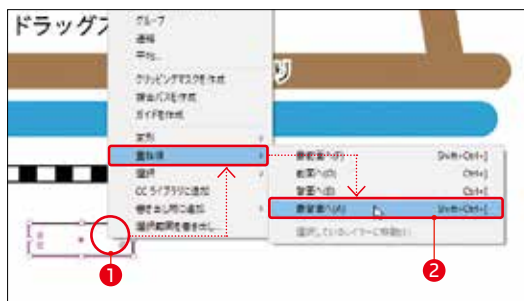 ドラッグス
グループ
連結
平均...
り
クリッピングマスクを作成
複合パスを作成
ガイドを作成
変形
重ね順
選択
CC ライブラリに追加
書き出し用に追加
選択範囲を書き出し...
最前面へ(F) Shift+Ctrl+]
前面へ(O) Ctrl+]
背面へ(B) Ctrl+[
最背面へ(A) Shift+Ctrl+[
選択しているレイヤーに移動(L)
1
2